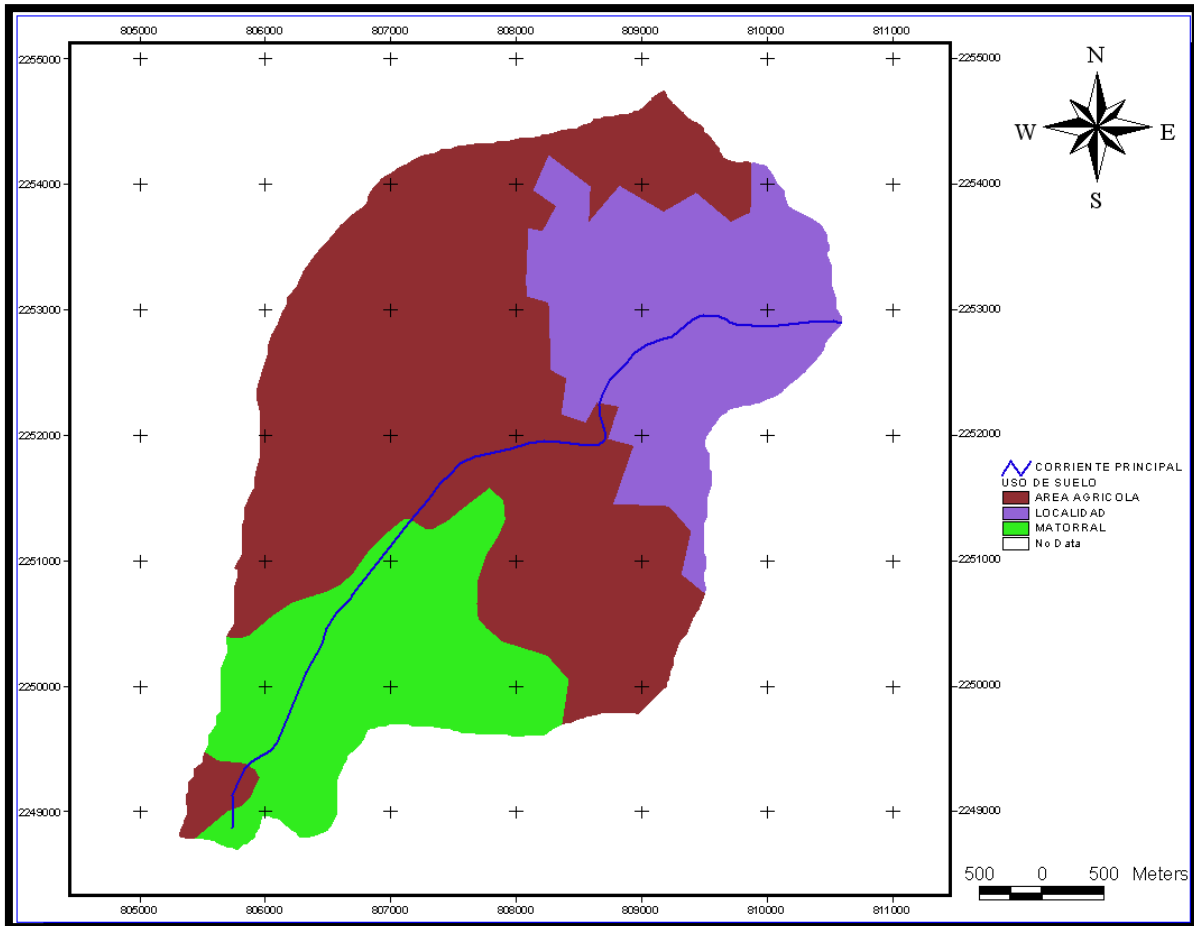 805000 806000 807000 808000 809000 810000 811000
2255000 2255000
2254000 2254000
2253000 2253000
2252000 2252000
2251000 2251000
2250000 2250000
2249000 2249000
805000 806000 807000 808000 809000 810000 811000
N
W E
S
CORRIENTE PRINCIPAL
USO DE SUELO
AREA AGRICOLA
LOCALIDAD
MATORRAL
No Data
500 0 500 Meters